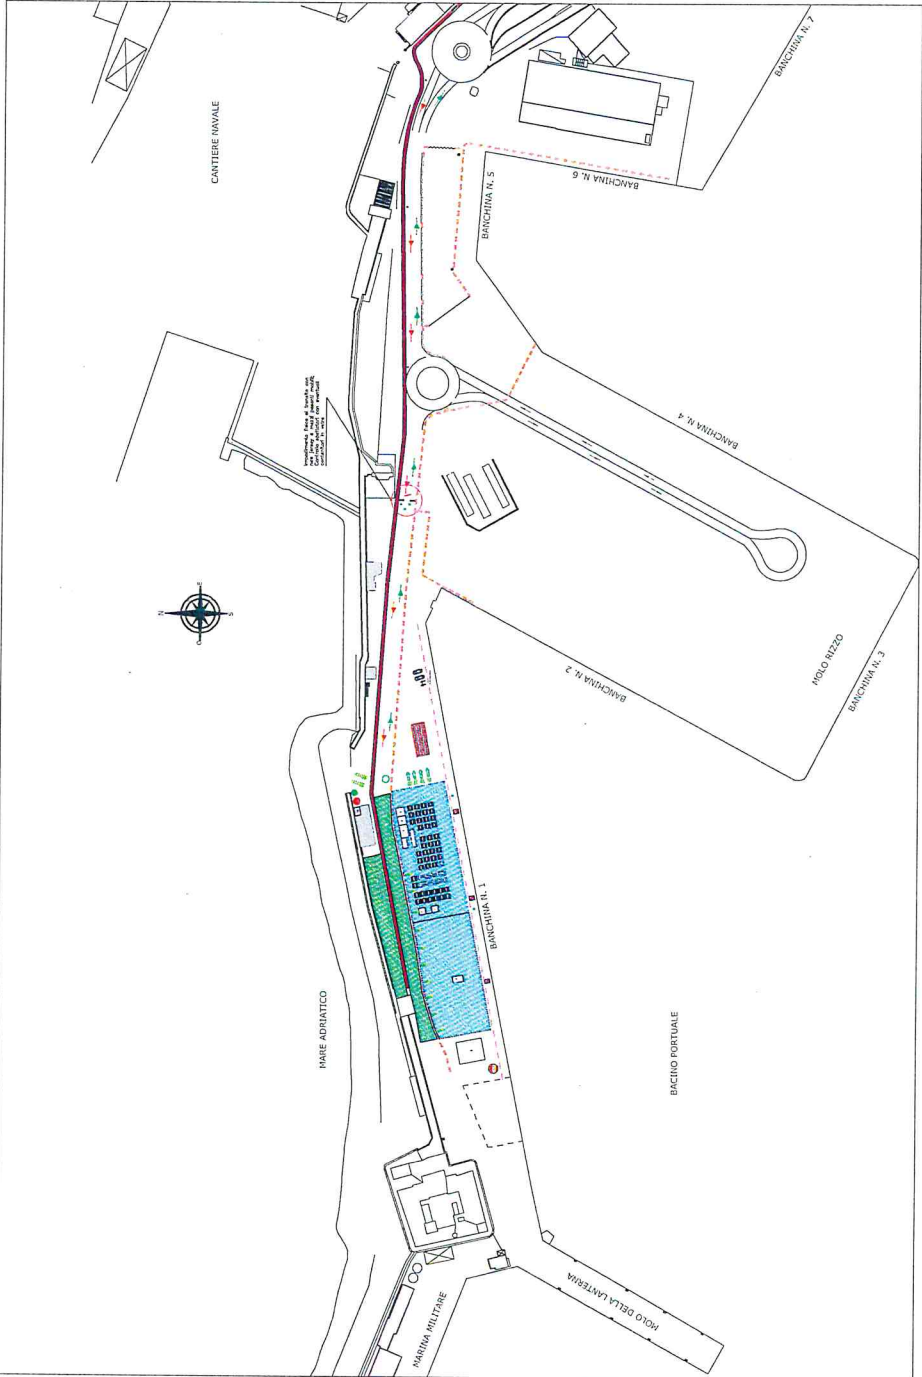 BANCHINA N. 7
CANTIERE NAVALE
BANCHINA N. 6
BANCHINA N. 5
BANCHINA N. 4
N
E
S
O
MOLO RIZZO
BANCHINA N. 3
BANCHINA N. 2
BANCHINA N. 1
MARE ADRIATICO
BACINO PORTUALE
MOLO DELLA LANTERNA
MARINA MILITARE